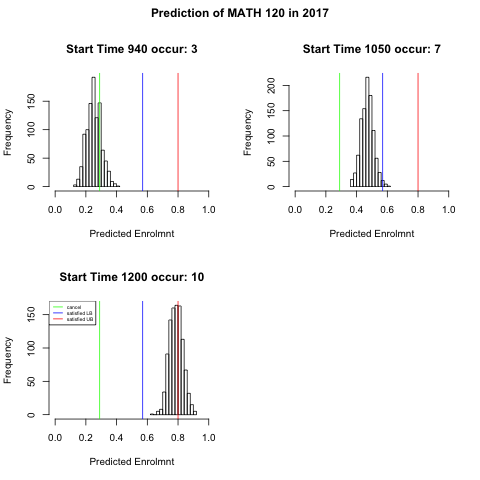 Prediction of MATH 120 in 2017
Start Time 940 occur: 3
Frequency
0 50 100 150
0.0 0.2 0.4 0.6 0.8 1.0
Predicted Enrolmnt
Start Time 1050 occur: 7
Frequency
0 50 100 150 200
0.0 0.2 0.4 0.6 0.8 1.0
Predicted Enrolmnt
Start Time 1200 occur: 10
cancel
satisfied LB
satisfied UB
Frequency
0 50 100 150
0.0 0.2 0.4 0.6 0.8 1.0
Predicted Enrolmnt